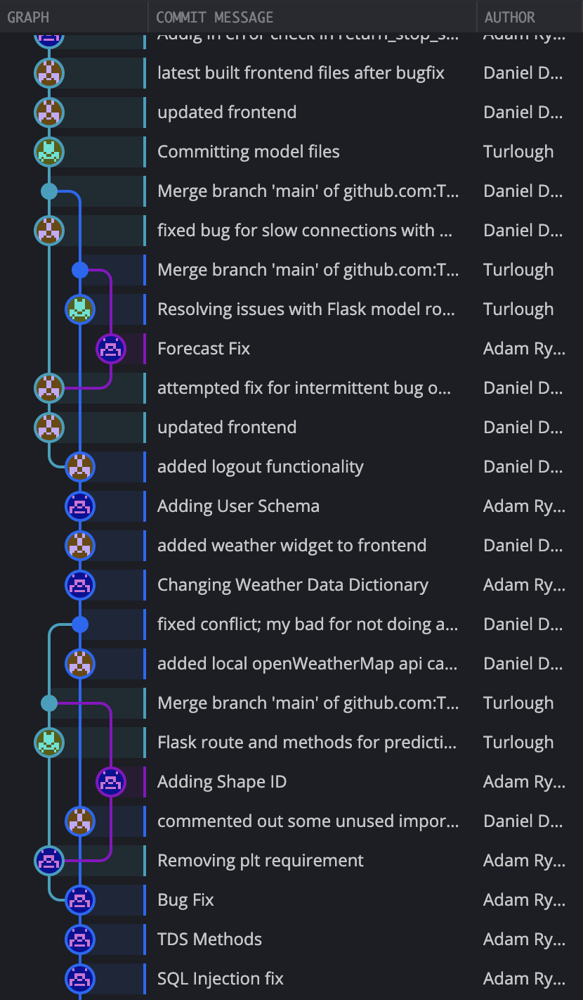 GRAPH COMMIT MESSAGE AUTHOR
Addig in error check in return_stop_s... Adam Ry...
latest built frontend files after bugfix Daniel D...
updated frontend Daniel D...
Committing model files Turlough
Merge branch 'main' of github.com:T... Daniel D...
fixed bug for slow connections with ... Daniel D...
Merge branch 'main' of github.com:T... Turlough
Resolving issues with Flask model ro... Turlough
Forecast Fix Adam Ry...
attempted fix for intermittent bug o... Daniel D...
updated frontend Daniel D...
added logout functionality Daniel D...
Adding User Schema Adam Ry...
added weather widget to frontend Daniel D...
Changing Weather Data Dictionary Adam Ry...
fixed conflict; my bad for not doing a... Daniel D...
added local openWeatherMap api ca... Daniel D...
Merge branch 'main' of github.com:T... Turlough
Flask route and methods for predicti... Turlough
Adding Shape ID Adam Ry...
commented out some unused impor... Daniel D...
Removing plt requirement Adam Ry...
Bug Fix Adam Ry...
TDS Methods Adam Ry...
SQL Injection fix Adam Ry...